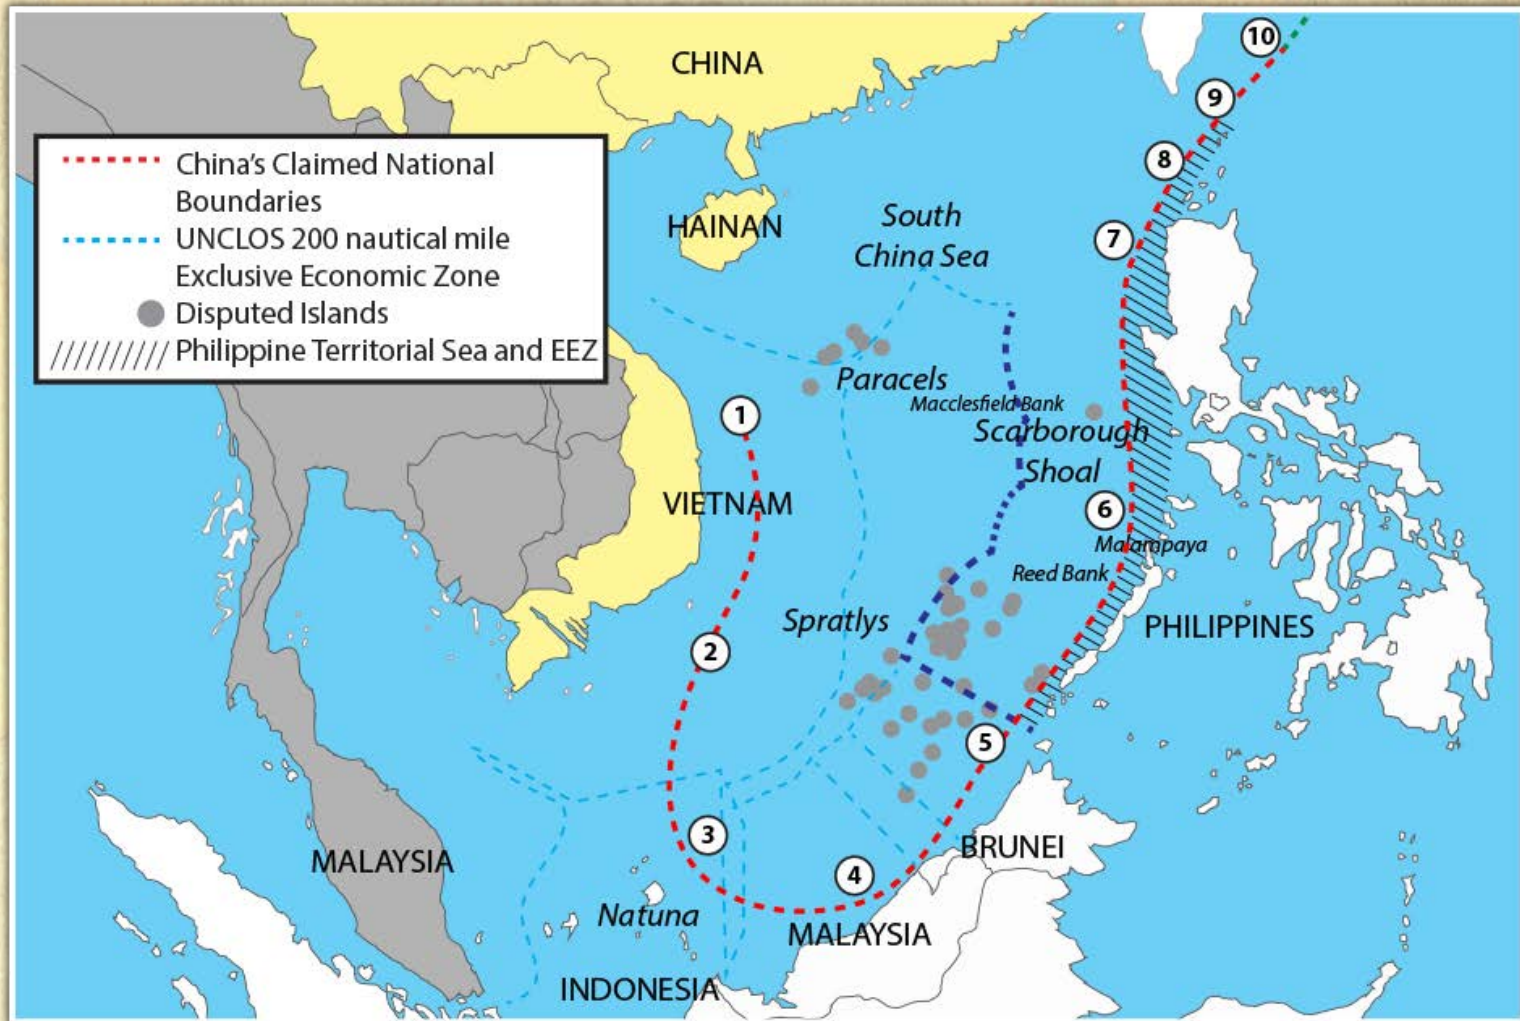 CHINA
10
9
China's Claimed National
Boundaries
8
UNCLOS 200 nautical mile
Exclusive Economic Zone
HAINAN
South
China Sea
7
Disputed Islands
Philippine Territorial Sea and EEZ
Paracels
Macclesfield Bank
1
Scarborough
Shoal
VIETNAM
6
Malampaya
Reed Bank
Spratlys
PHILIPPINES
2
5
3
BRUNEI
MALAYSIA
4
Natuna
MALAYSIA
INDONESIA